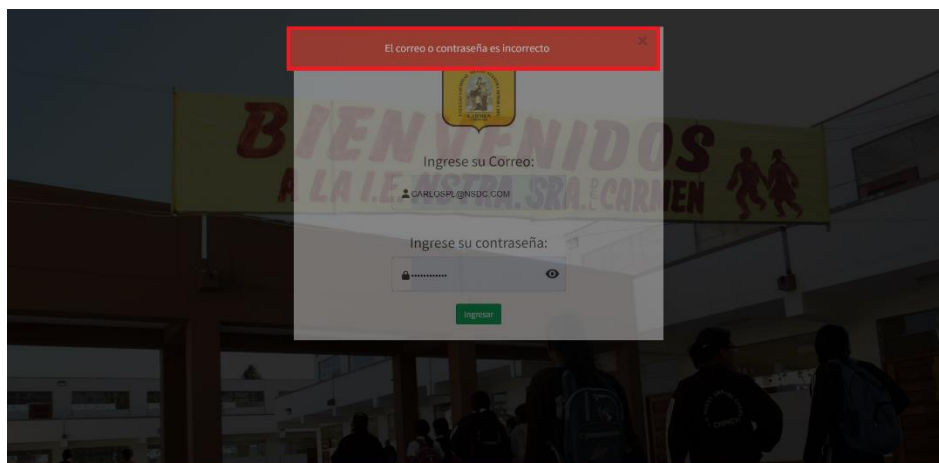 El correo o contraseña es incorrecto
×
CARMEN
BIENVENIDOS
A LA I.E. NSTRA. SRA. DEL CARMEN
Ingrese su Correo:
CARLOSPL@NSDC.COM
Ingrese su contraseña:
••••••••••••
Ingresar